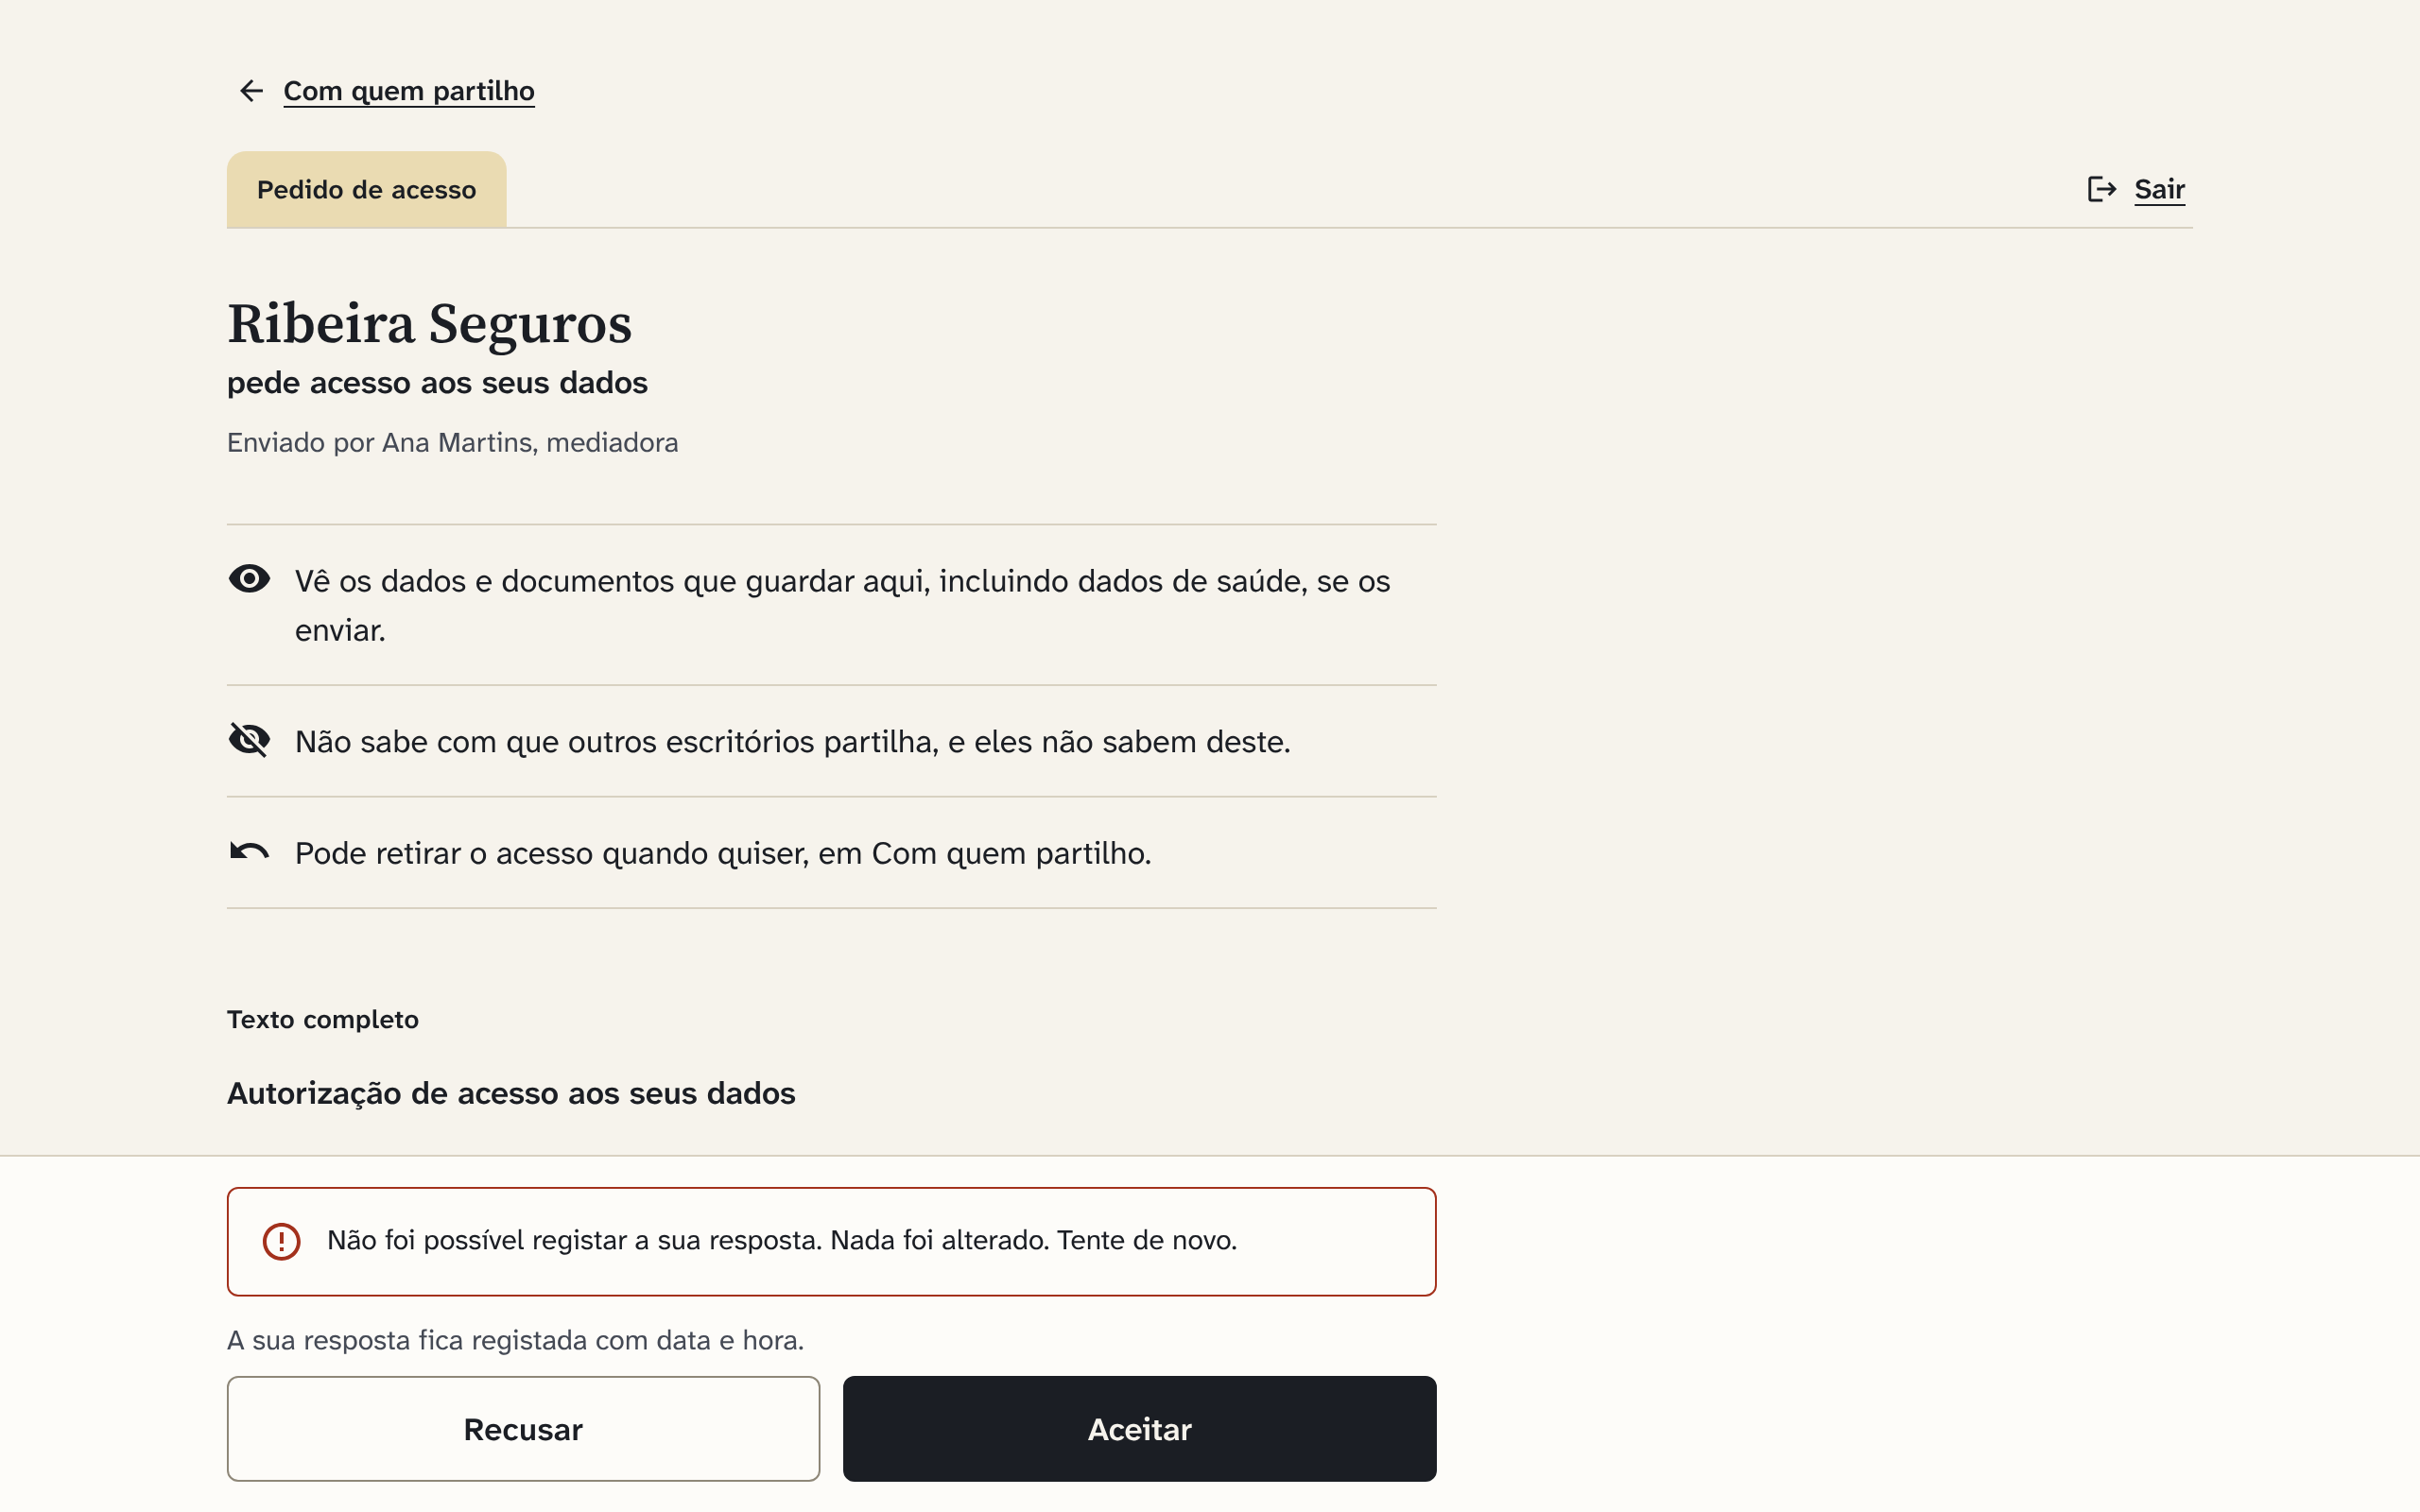 Com quem partilho
Pedido de acesso
Sair
Ribeira Seguros
pede acesso aos seus dados
Enviado por Ana Martins, mediadora
Vê os dados e documentos que guardar aqui, incluindo dados de saúde, se os
enviar.
Não sabe com que outros escritórios partilha, e eles não sabem deste.
Pode retirar o acesso quando quiser, em Com quem partilho.
Texto completo
Autorização de acesso aos seus dados
Não foi possível registar a sua resposta. Nada foi alterado. Tente de novo.
A sua resposta fica registada com data e hora.
Recusar
Aceitar